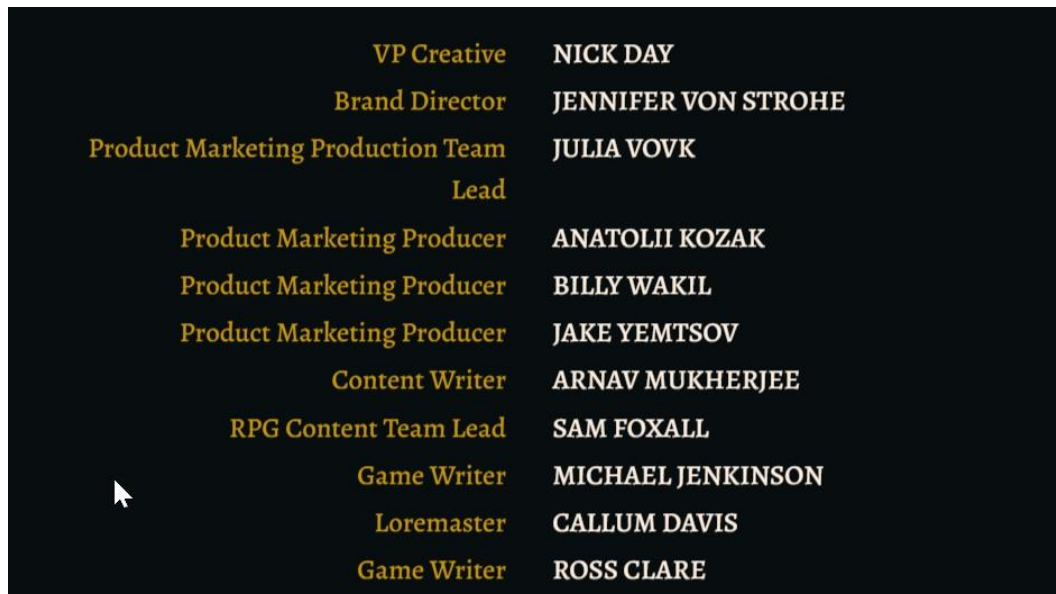 VP Creative NICK DAY
Brand Director JENNIFER VON STROHE
Product Marketing Production Team JULIA VOVK
Lead
Product Marketing Producer ANATOLII KOZAK
Product Marketing Producer BILLY WAKIL
Product Marketing Producer JAKE YEMTSOV
Content Writer ARNAV MUKHERJEE
RPG Content Team Lead SAM FOXALL
Game Writer MICHAEL JENKINSON
Loremaster CALLUM DAVIS
Game Writer ROSS CLARE